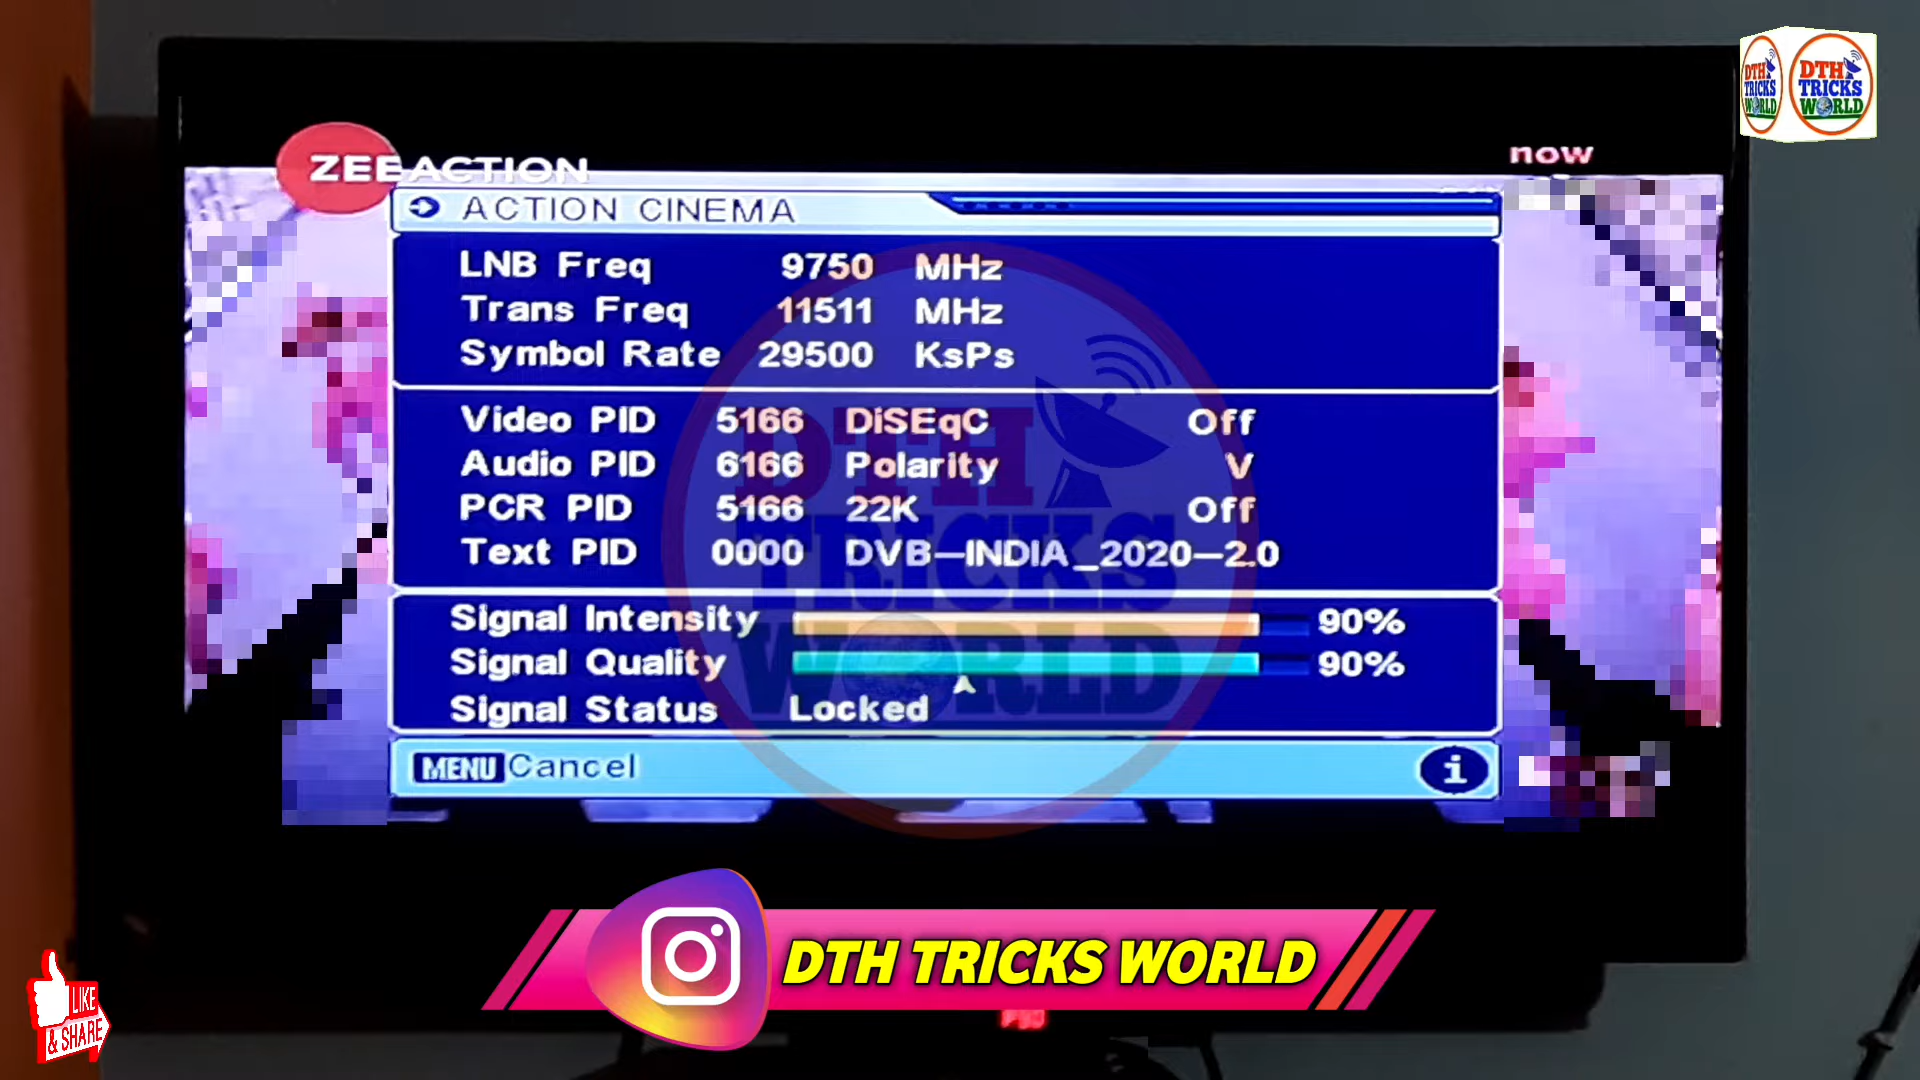 DTH TRICKS WORLD
DTH TRICKS WORLD
ZEE ACTION
now
ACTION CINEMA
LNB Freq 9750 MHz
Trans Freq 11511 MHz
Symbol Rate 29500 KsPs
Video PID 5166 DiSEqC Off
Audio PID 6166 Polarity V
PCR PID 5166 22K Off
Text PID 0000 DVB-INDIA_2020-2.0
DTH
TRICKS
WORLD
Signal Intensity 90%
Signal Quality 90%
Signal Status Locked
MENU Cancel i
DTH TRICKS WORLD
LIKE
& SHARE